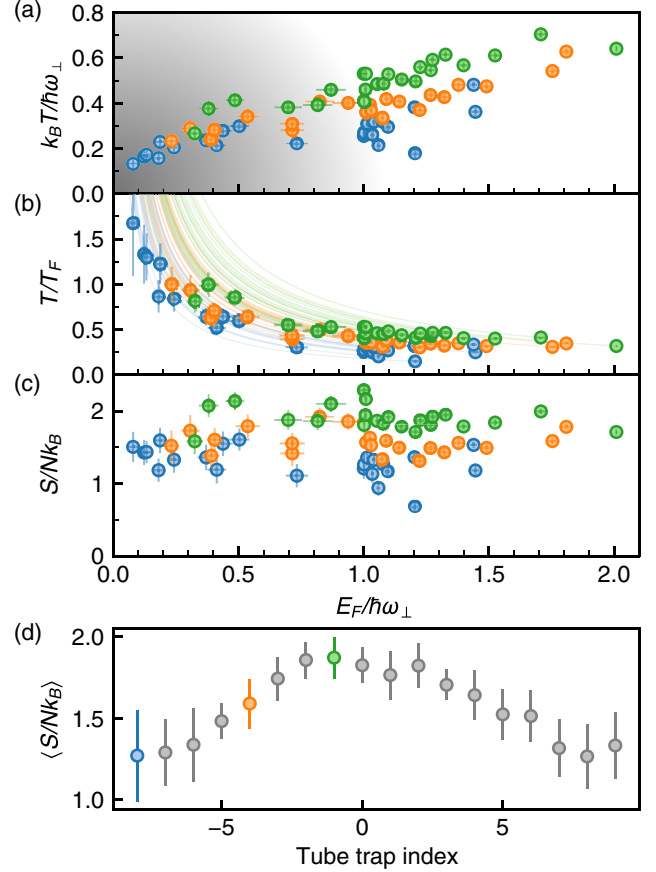 (a)
k_BT/ħω_⊥
0.8
0.6
0.4
0.2
0.0
(b)
T/T_F
1.5
1.0
0.5
0.0
(c)
S/Nk_B
2
1
0
0.0 0.5 1.0 1.5 2.0
E_F/ħω_⊥
(d)
⟨S/Nk_B⟩
2.0
1.5
1.0
−5 0 5
Tube trap index